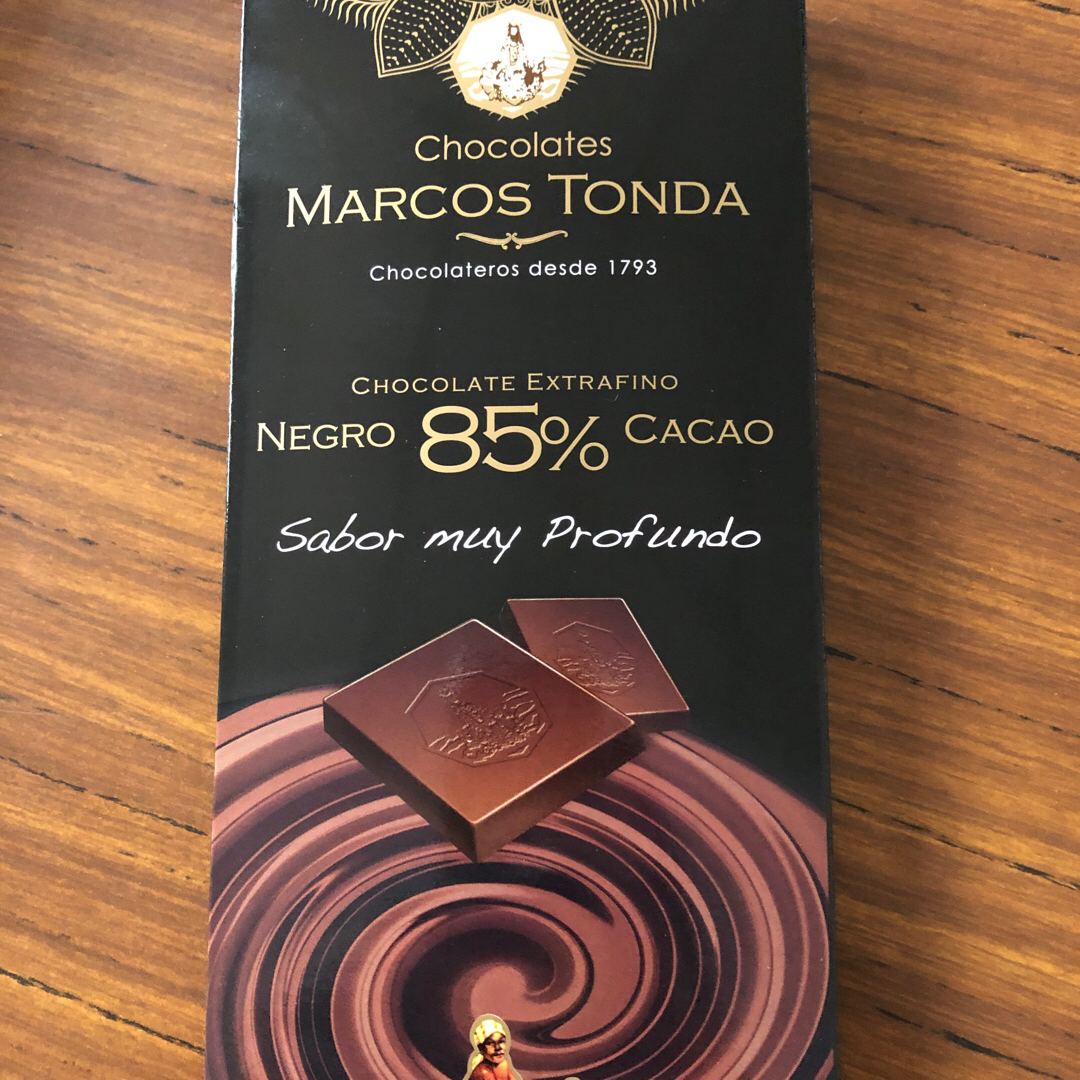 Chocolates
MARCOS TONDA
Chocolateros desde 1793
CHOCOLATE EXTRAFINO
NEGRO 85% CACAO
Sabor muy Profundo